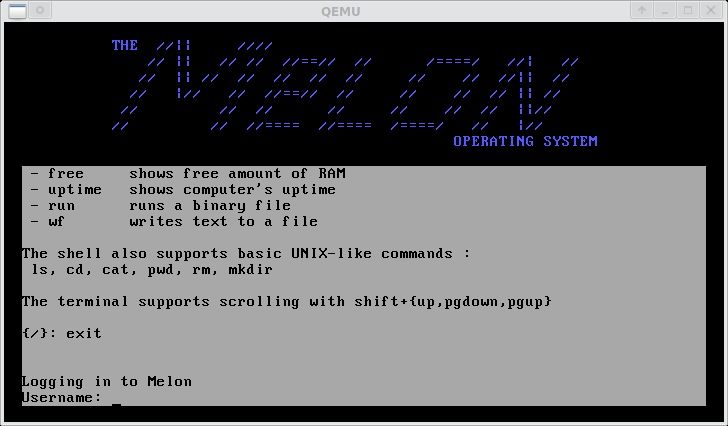 QEMU
THE
MELON
OPERATING SYSTEM
- free     shows free amount of RAM
- uptime   shows computer's uptime
- run      runs a binary file
- wf       writes text to a file
The shell also supports basic UNIX-like commands :
ls, cd, cat, pwd, rm, mkdir
The terminal supports scrolling with shift+{up,pgdown,pgup}
{/}: exit
Logging in to Melon
Username: _